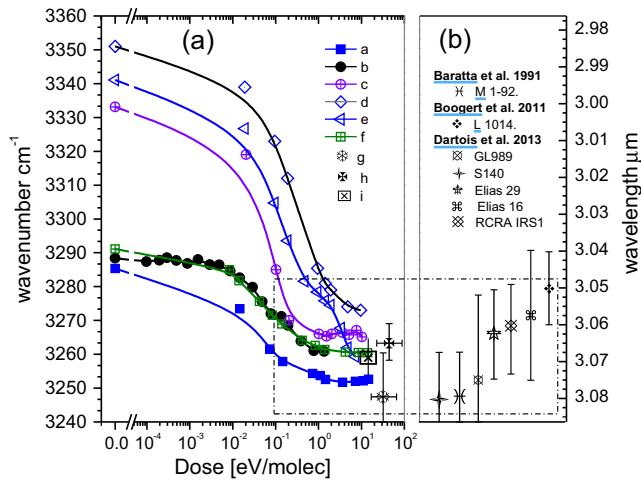 3360
3350
3340
3330
3320
3310
3300
3290
3280
3270
3260
3250
3240
wavenumber cm⁻¹
(a)
a
b
c
d
e
f
g
h
i
0.0
10⁻⁴
10⁻³
10⁻²
10⁻¹
10⁰
10¹
10²
Dose [eV/molec]
(b)
Baratta et al. 1991
M 1-92.
Boogert et al. 2011
L 1014.
Dartois et al. 2013
GL989
S140
Elias 29
Elias 16
RCRA IRS1
2.98
2.99
3.00
3.01
3.02
3.03
3.04
3.05
3.06
3.07
3.08
wavelength μm